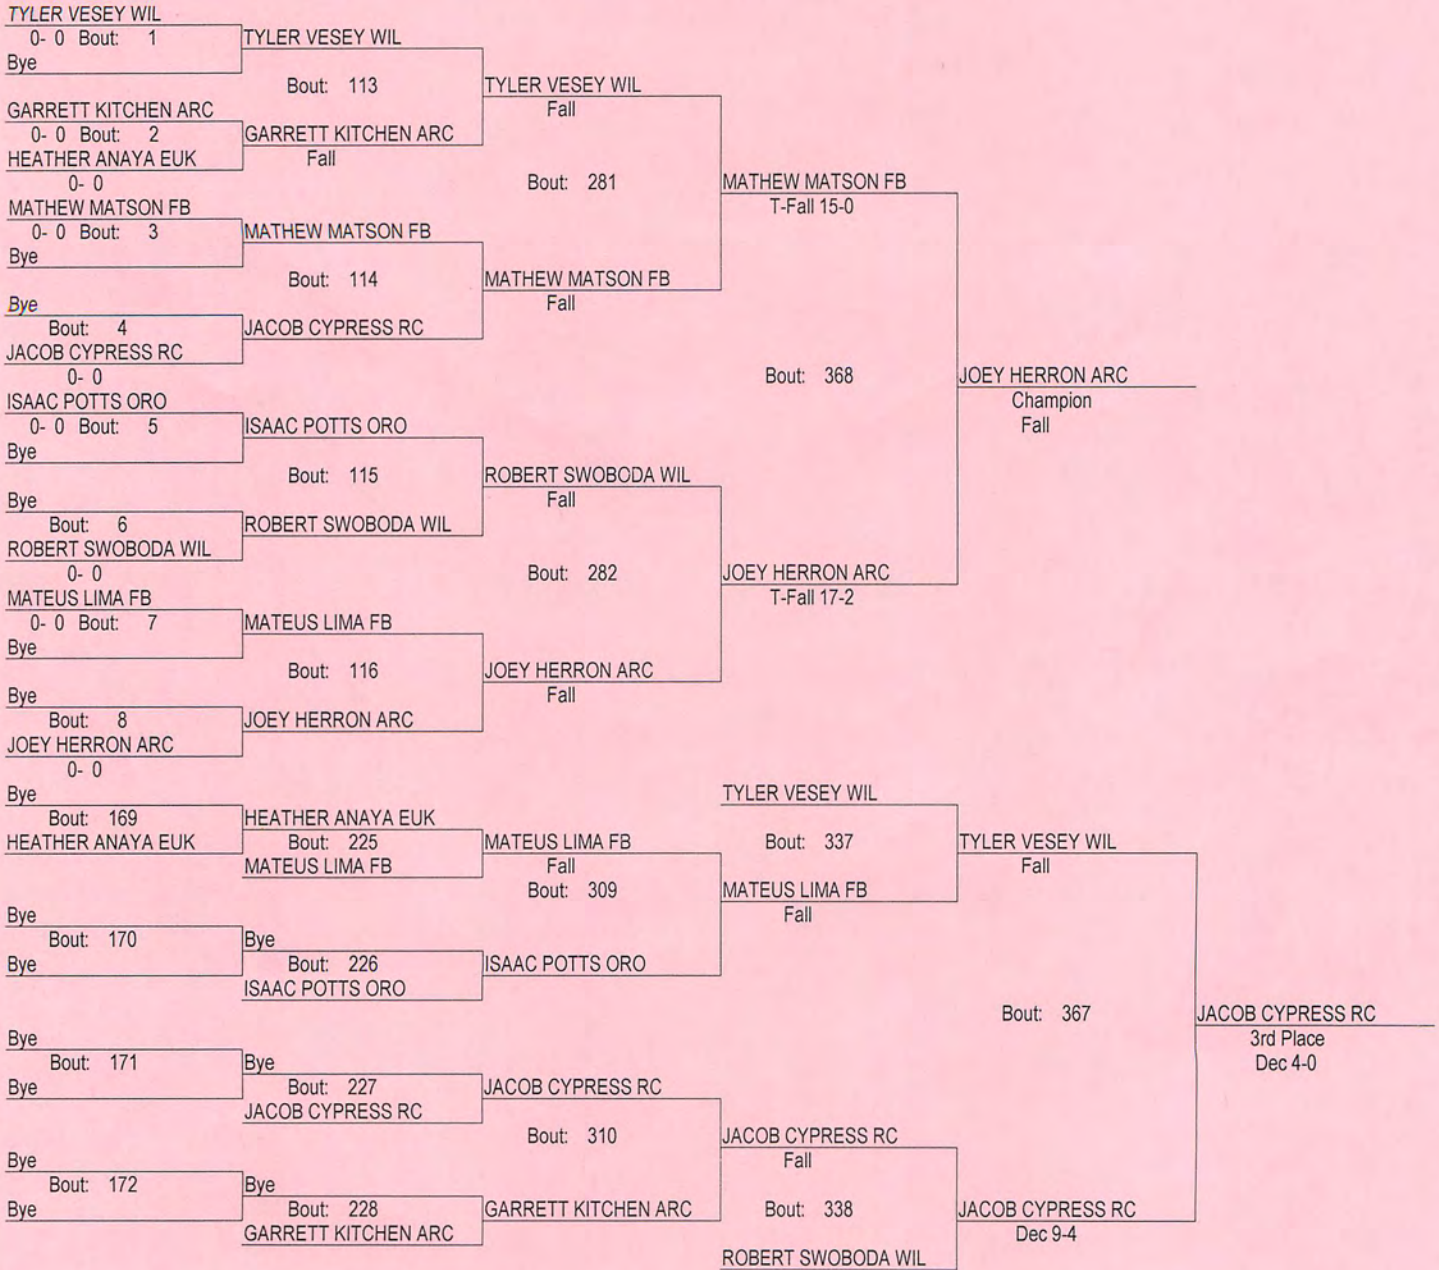 TYLER VESEY WIL
0- 0 Bout: 1
Bye
TYLER VESEY WIL
Bout: 113
GARRETT KITCHEN ARC
0- 0 Bout: 2
HEATHER ANAYA EUK
0- 0
GARRETT KITCHEN ARC
Fall
TYLER VESEY WIL
Fall
Bout: 281
MATHEW MATSON FB
0- 0 Bout: 3
Bye
MATHEW MATSON FB
Bout: 114
Bye
Bout: 4
JACOB CYPRESS RC
0- 0
JACOB CYPRESS RC
MATHEW MATSON FB
Fall
MATHEW MATSON FB
T-Fall 15-0
Bout: 368
JOEY HERRON ARC
Champion
Fall
ISAAC POTTS ORO
0- 0 Bout: 5
Bye
ISAAC POTTS ORO
Bout: 115
Bye
Bout: 6
ROBERT SWOBODA WIL
0- 0
ROBERT SWOBODA WIL
ROBERT SWOBODA WIL
Fall
Bout: 282
JOEY HERRON ARC
T-Fall 17-2
MATEUS LIMA FB
0- 0 Bout: 7
Bye
MATEUS LIMA FB
Bout: 116
Bye
Bout: 8
JOEY HERRON ARC
0- 0
JOEY HERRON ARC
JOEY HERRON ARC
Fall
Bye
Bout: 169
HEATHER ANAYA EUK
HEATHER ANAYA EUK
Bout: 225
MATEUS LIMA FB
MATEUS LIMA FB
Fall
Bout: 309
TYLER VESEY WIL
Bout: 337
MATEUS LIMA FB
Fall
TYLER VESEY WIL
Fall
Bye
Bout: 170
Bye
Bye
Bout: 226
ISAAC POTTS ORO
ISAAC POTTS ORO
Bout: 367
JACOB CYPRESS RC
3rd Place
Dec 4-0
Bye
Bout: 171
Bye
Bye
Bout: 227
JACOB CYPRESS RC
JACOB CYPRESS RC
Bout: 310
JACOB CYPRESS RC
Fall
Bye
Bout: 172
Bye
Bye
Bout: 228
GARRETT KITCHEN ARC
GARRETT KITCHEN ARC
Bout: 338
ROBERT SWOBODA WIL
JACOB CYPRESS RC
Dec 9-4